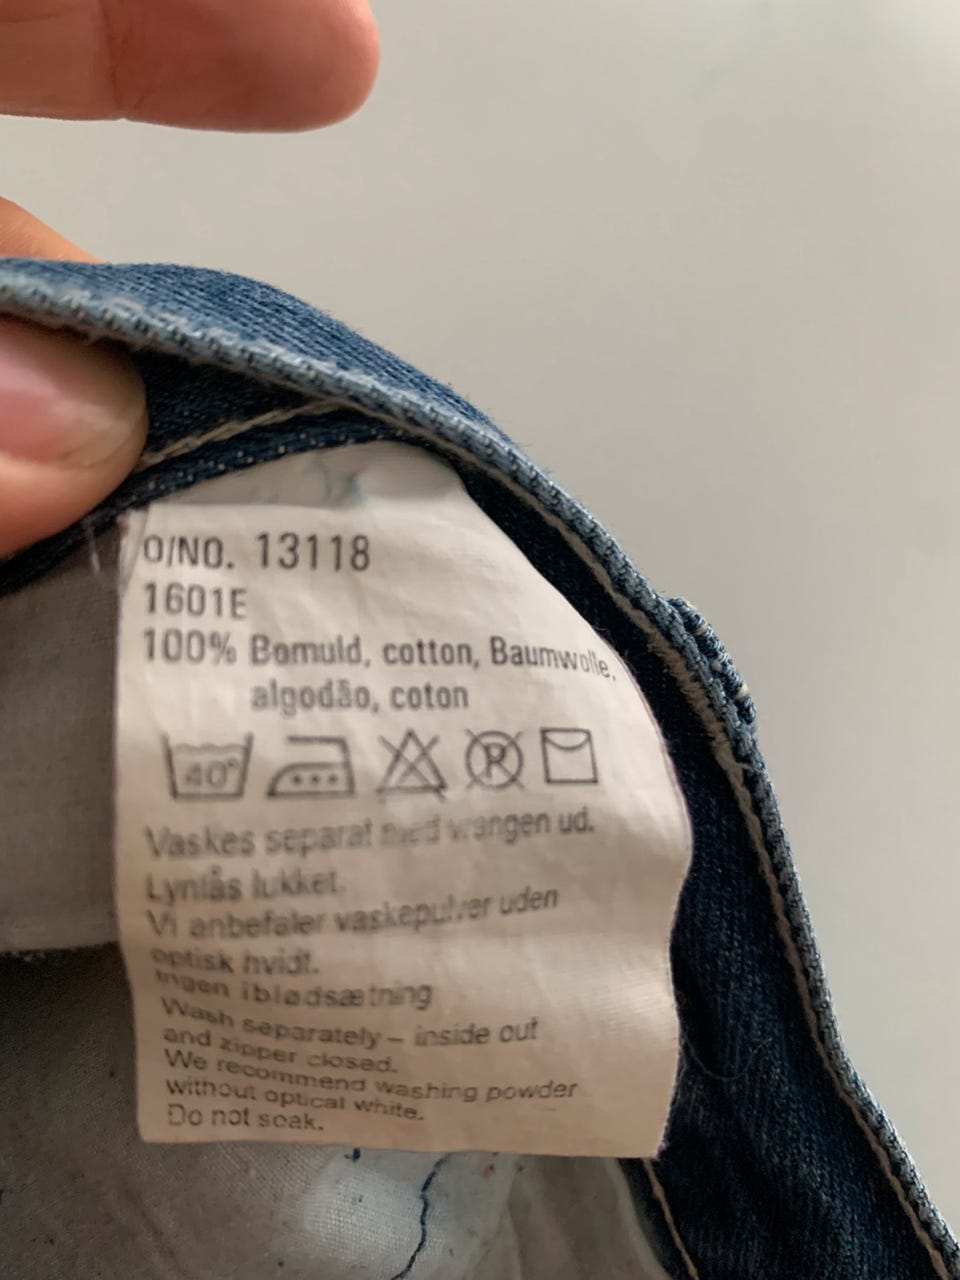 O/NO. 13118
1601E
100% Bomuld, cotton, Baumwolle,
algodão, coton
40°
P
Vaskes separat med vrangen ud.
Lynlås lukket.
Vi anbefaler vaskepulver uden
optisk hvidt.
Ingen iblødsætning
Wash separately – inside out
and zipper closed.
We recommend washing powder
without optical white.
Do not soak.